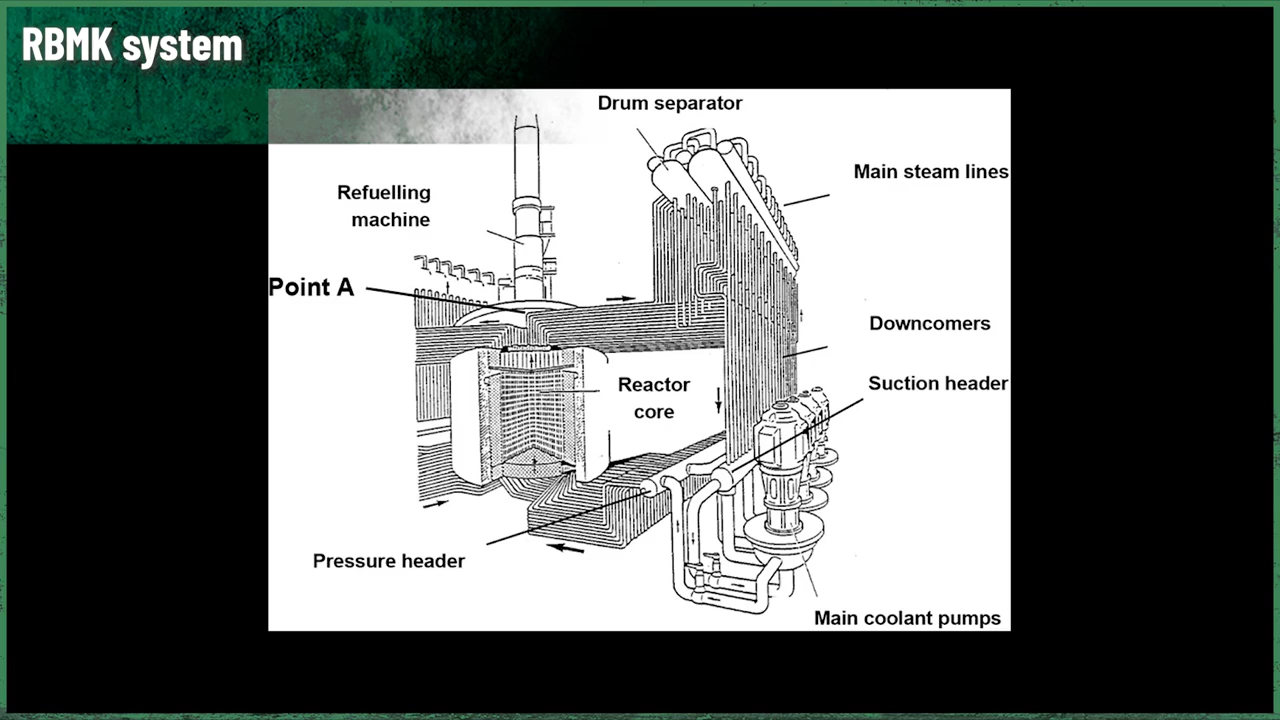 RBMK system
Drum separator
Main steam lines
Refuelling
machine
Point A
Downcomers
Suction header
Reactor
core
Pressure header
Main coolant pumps